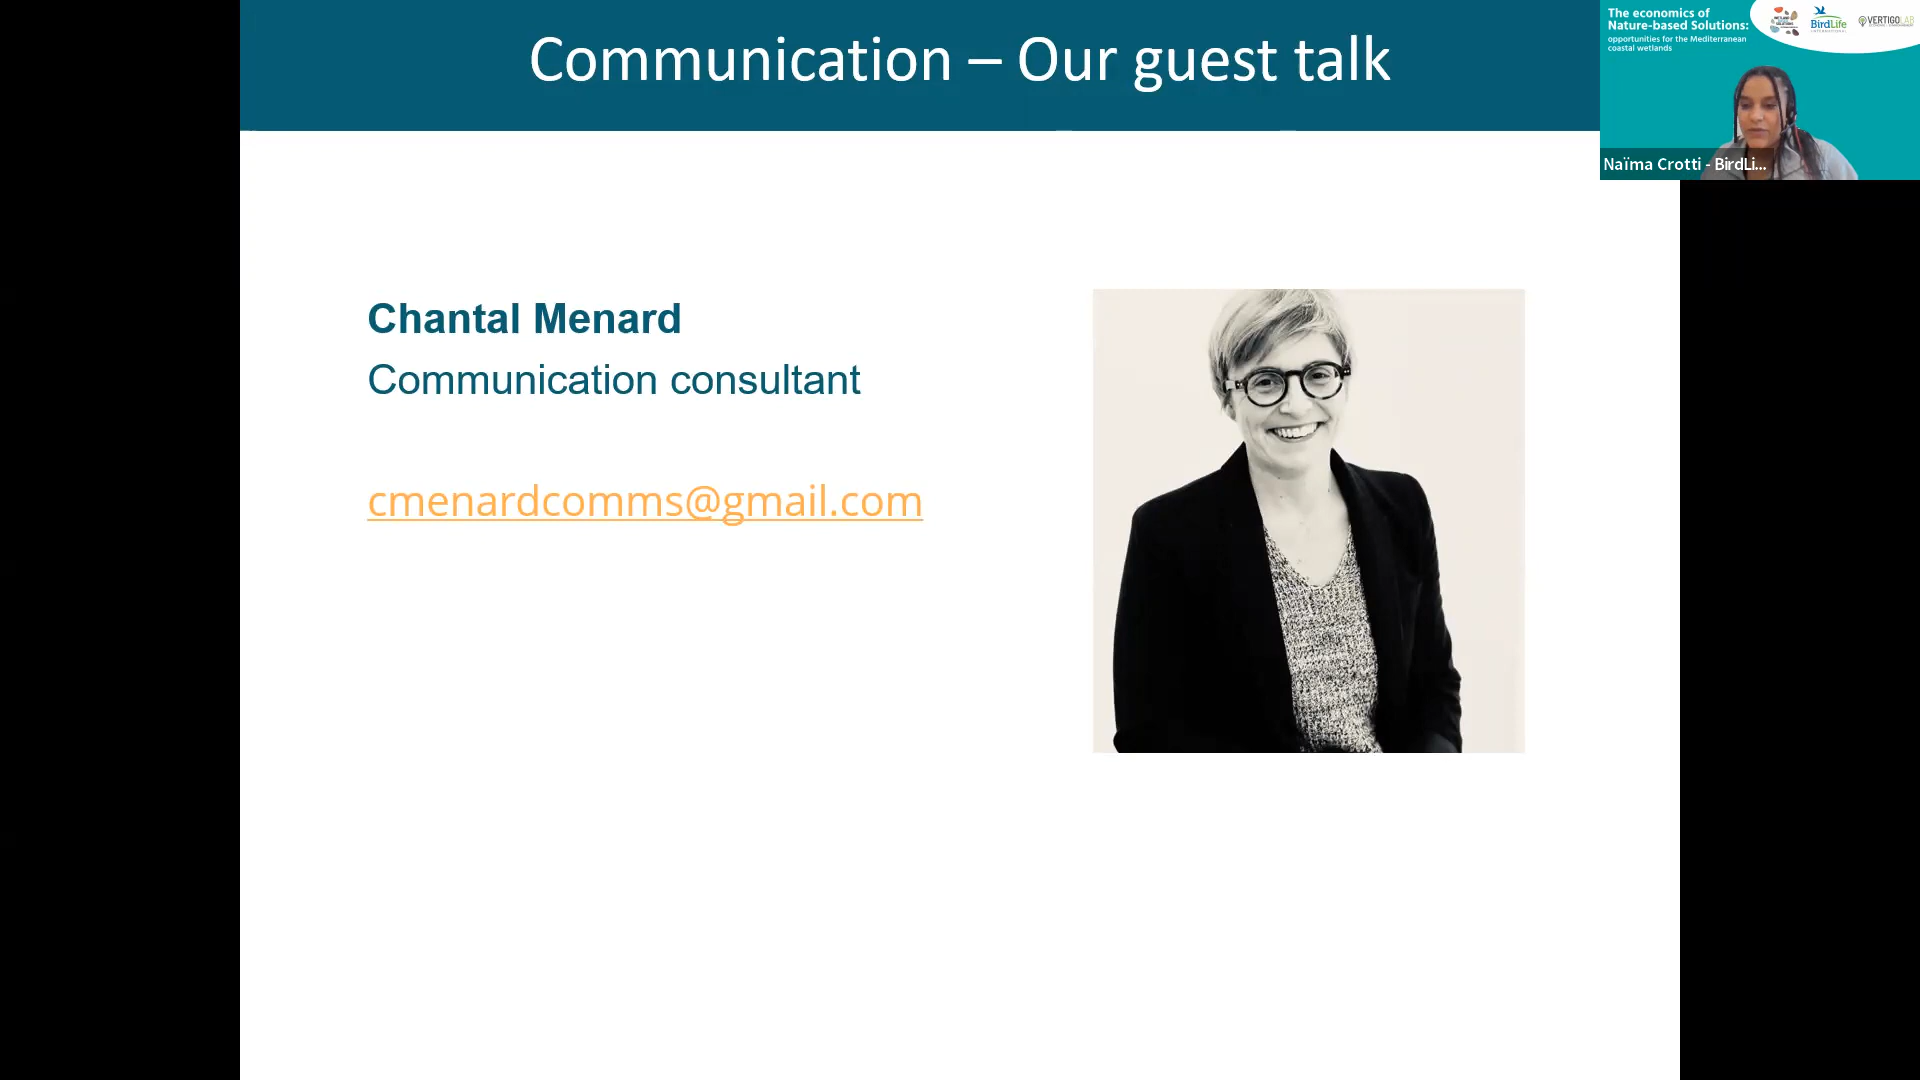 Communication – Our guest talk
The economics of
Nature-based Solutions:
opportunities for the Mediterranean
coastal wetlands
BirdLife
INTERNATIONAL
VERTIGOLAB
Naïma Crotti - BirdLi...
Chantal Menard
Communication consultant
cmenardcomms@gmail.com